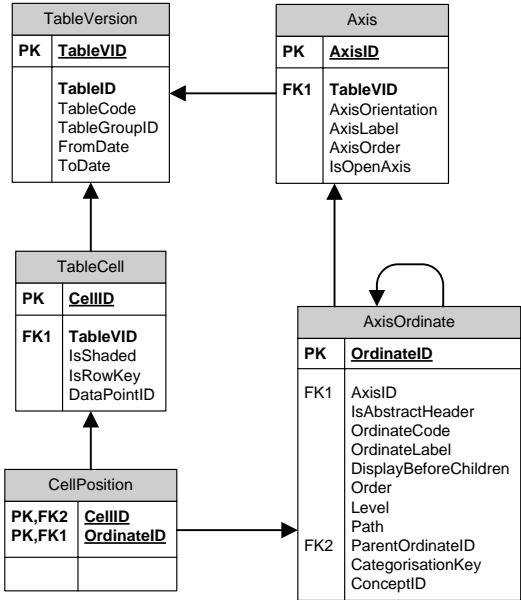 TableVersion
PK TableVID
TableID
TableCode
TableGroupID
FromDate
ToDate
Axis
PK AxisID
FK1 TableVID
AxisOrientation
AxisLabel
AxisOrder
IsOpenAxis
TableCell
PK CellID
FK1 TableVID
IsShaded
IsRowKey
DataPointID
AxisOrdinate
PK OrdinateID
FK1 AxisID
IsAbstractHeader
OrdinateCode
OrdinateLabel
DisplayBeforeChildren
Order
Level
Path
FK2 ParentOrdinateID
CategorisationKey
ConceptID
CellPosition
PK,FK2 CellID
PK,FK1 OrdinateID